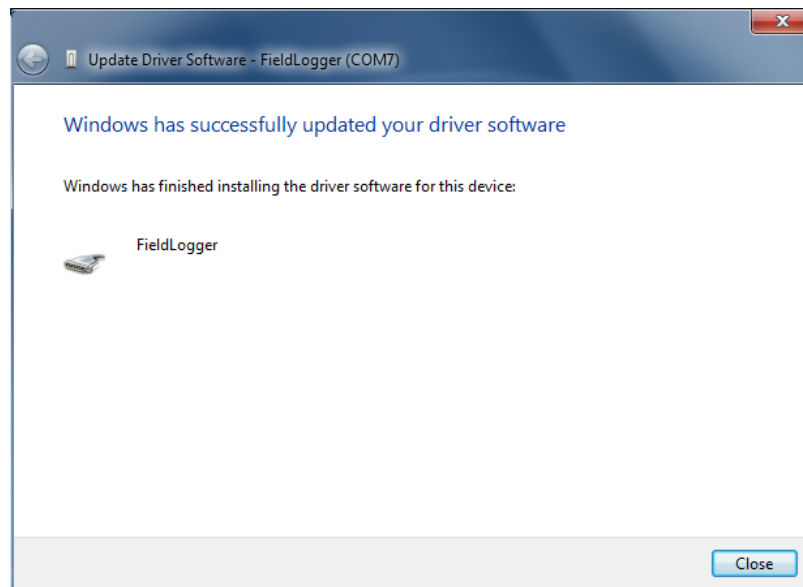 Update Driver Software - FieldLogger (COM7)
Windows has successfully updated your driver software
Windows has finished installing the driver software for this device:
FieldLogger
Close